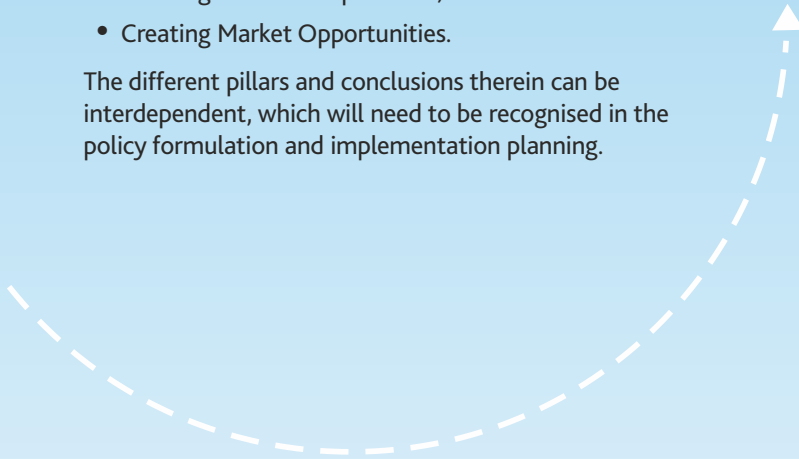 • Creating Market Opportunities.
The different pillars and conclusions therein can be
interdependent, which will need to be recognised in the
policy formulation and implementation planning.